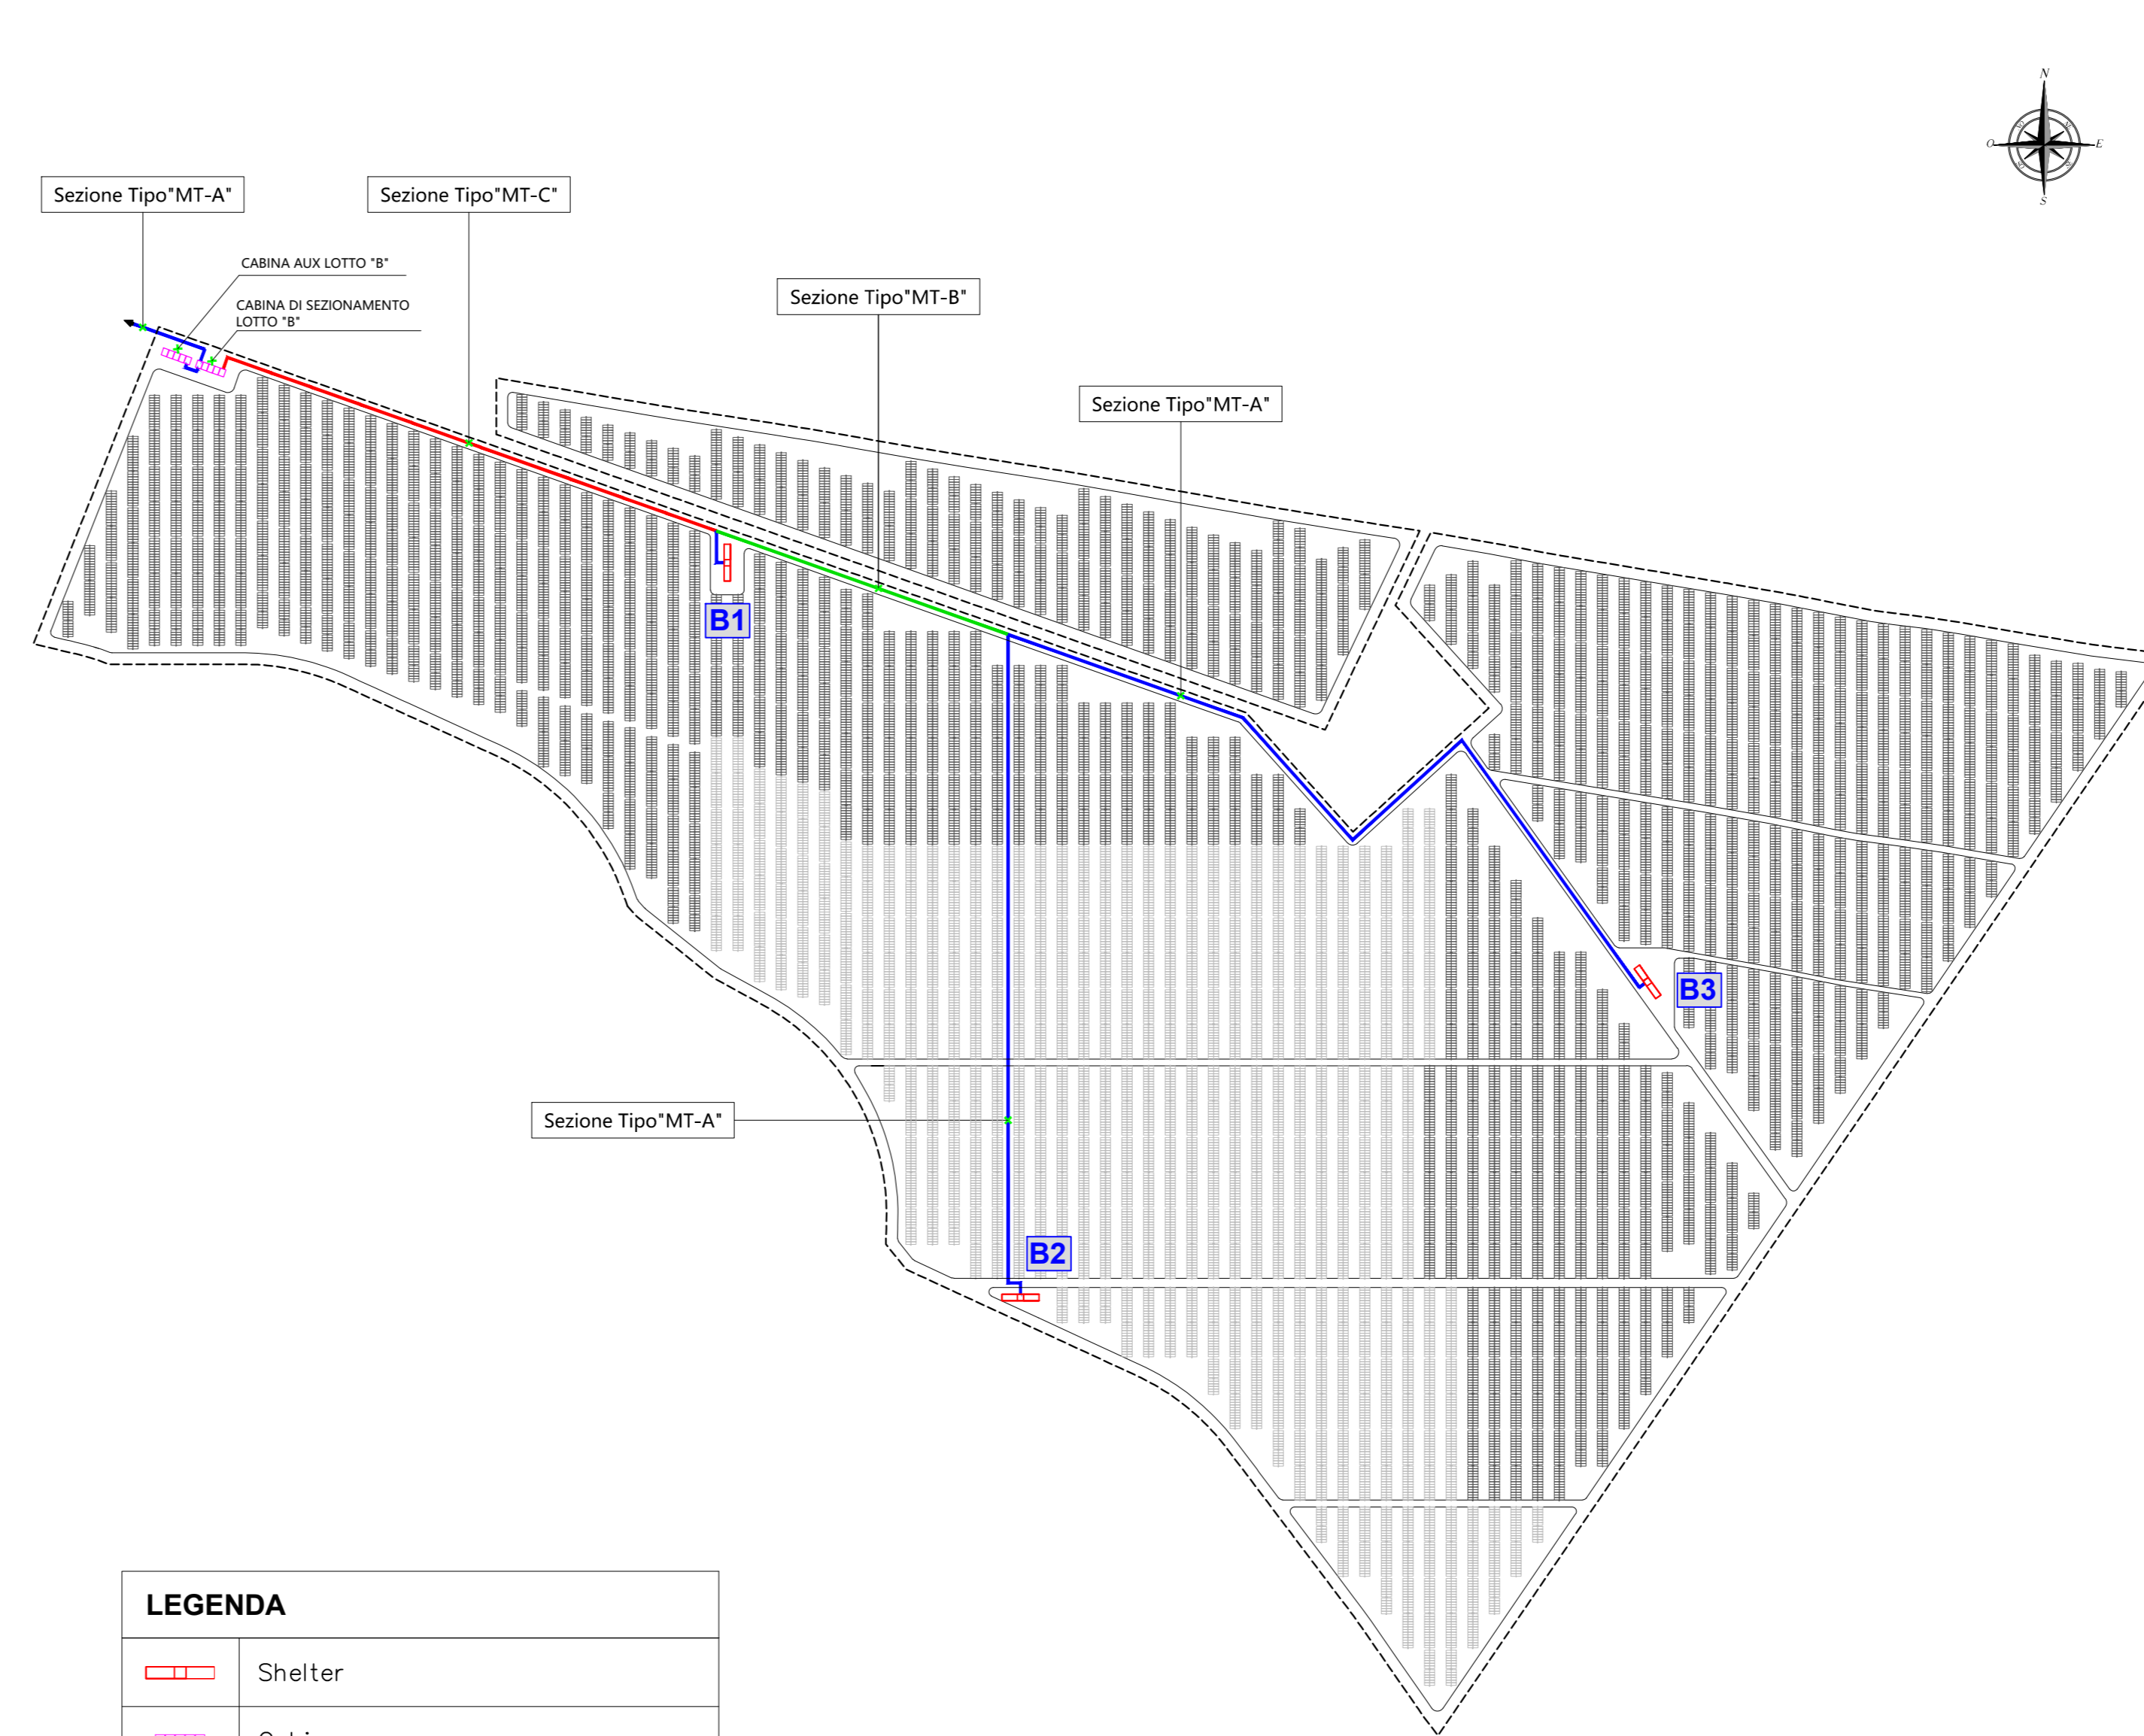 N
O
E
S
Sezione Tipo"MT-A"
Sezione Tipo"MT-C"
CABINA AUX LOTTO "B"
CABINA DI SEZIONAMENTO
LOTTO "B"
Sezione Tipo"MT-B"
Sezione Tipo"MT-A"
B1
B3
Sezione Tipo"MT-A"
B2
LEGENDA
Shelter